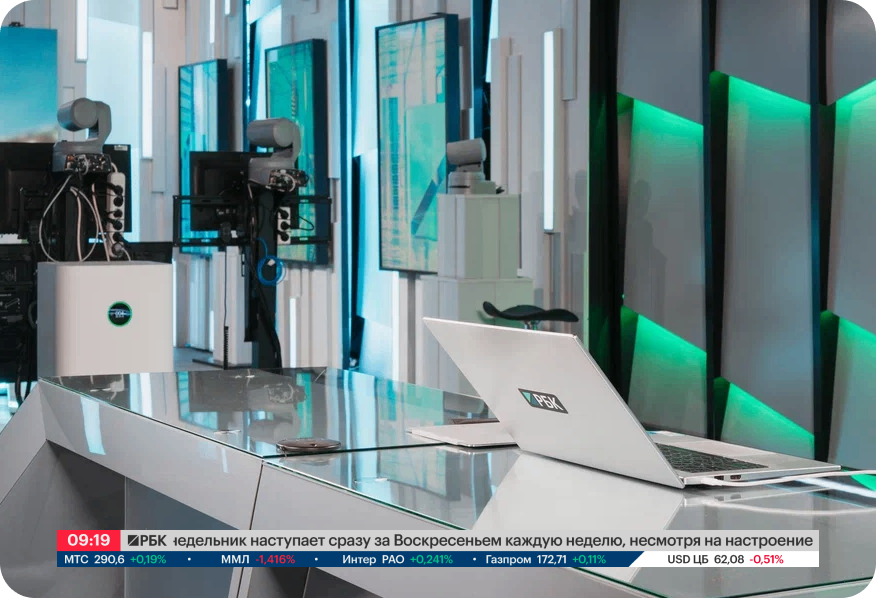 РБК
09:19 РБК недельник наступает сразу за Воскресеньем каждую неделю, несмотря на настроение
МТС 290,6 +0,19% • ММЛ -1,416% • Интер РАО +0,241% • Газпром 172,71 +0,11% USD ЦБ 62,08 -0,51%